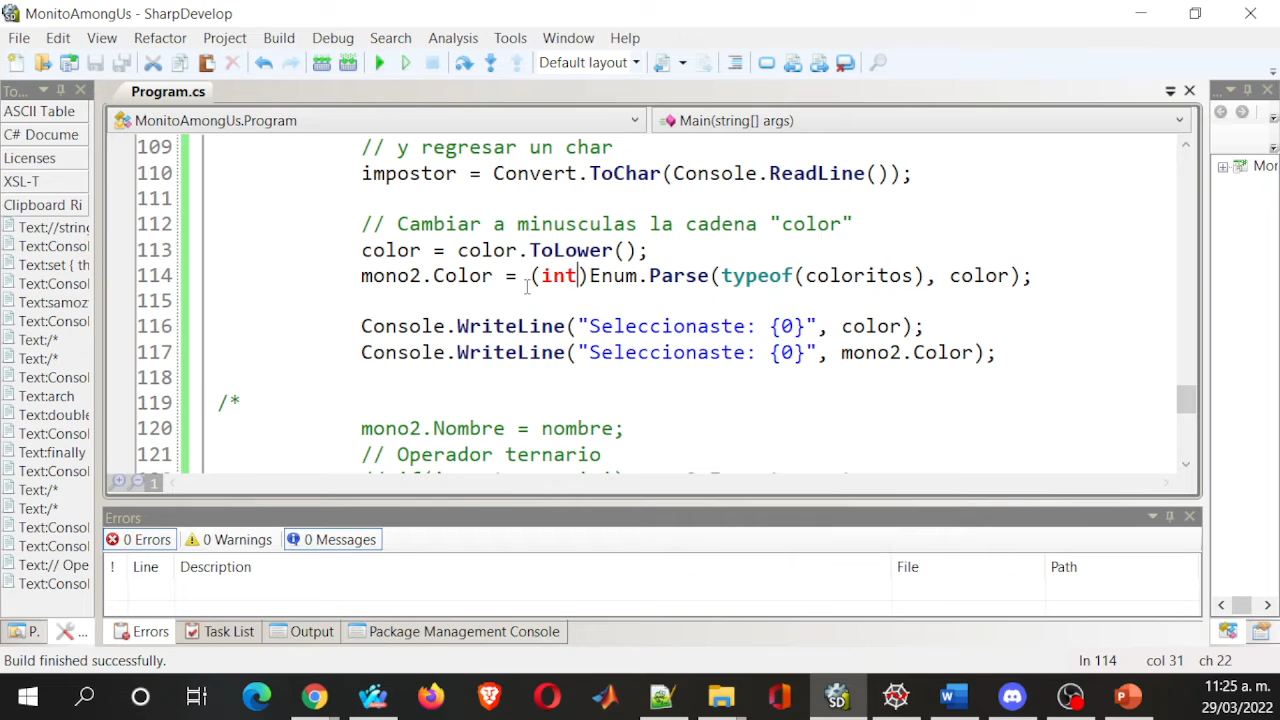 MonitoAmongUs - SharpDevelop
File Edit View Refactor Project Build Debug Search Analysis Tools Window Help
Default layout
To...
Program.cs
ASCII Table
C# Docume
Licenses
XSL-T
Clipboard Ri
Text://string
Text:Consol
Text:set { th
Text:Consol
Text:samoz
Text:Consol
Text:/*
Text:/*
Text:Consol
Text:arch
Text:double
Text:Consol
Text:finally
Text:Consol
Text:/*
Text:/*
Text:Consol
Text:Consol
Text:// Ope
Text:Consol
MonitoAmongUs.Program
Main(string[] args)
109 // y regresar un char
110 impostor = Convert.ToChar(Console.ReadLine());
111
112 // Cambiar a minusculas la cadena "color"
113 color = color.ToLower();
114 mono2.Color = (int)Enum.Parse(typeof(coloritos), color);
115
116 Console.WriteLine("Seleccionaste: {0}", color);
117 Console.WriteLine("Seleccionaste: {0}", mono2.Color);
118
119 /*
120 mono2.Nombre = nombre;
121 // Operador ternario
1
...
Mor
Errors
0 Errors 0 Warnings 0 Messages
! Line Description File Path
P. ... Errors Task List Output Package Management Console
Build finished successfully. ln 114 col 31 ch 22
11:25 a. m.
29/03/2022